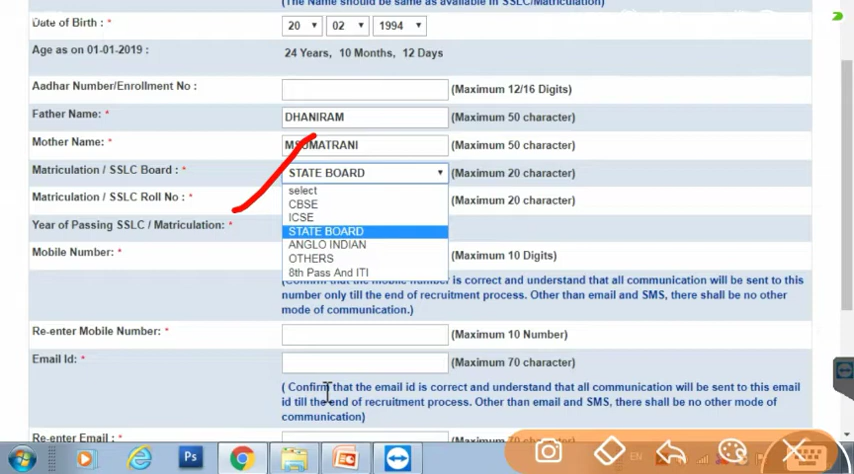 (The Name should be same as available in SSLC/Matriculation)
Date of Birth : * 20 02 1994
Age as on 01-01-2019 : 24 Years, 10 Months, 12 Days
Aadhar Number/Enrollment No : (Maximum 12/16 Digits)
Father Name: * DHANIRAM (Maximum 50 character)
Mother Name: * (Maximum 50 character)
Matriculation / SSLC Board : * STATE BOARD (Maximum 20 character)
select
Matriculation / SSLC Roll No : * CBSE (Maximum 20 character)
ICSE
Year of Passing SSLC / Matriculation: * STATE BOARD
ANGLO INDIAN
Mobile Number: * OTHERS (Maximum 10 Digits)
8th Pass And ITI
(Confirm that the mobile number is correct and understand that all communication will be sent to this
number only till the end of recruitment process. Other than email and SMS, there shall be no other
mode of communication.)
Re-enter Mobile Number: * (Maximum 10 Number)
Email Id: * (Maximum 70 character)
( Confirm that the email id is correct and understand that all communication will be sent to this email
id till the end of recruitment process. Other than email and SMS, there shall be no other mode of
communication)
Re-enter Email : * (Maximum 70 character)
Ps
EN